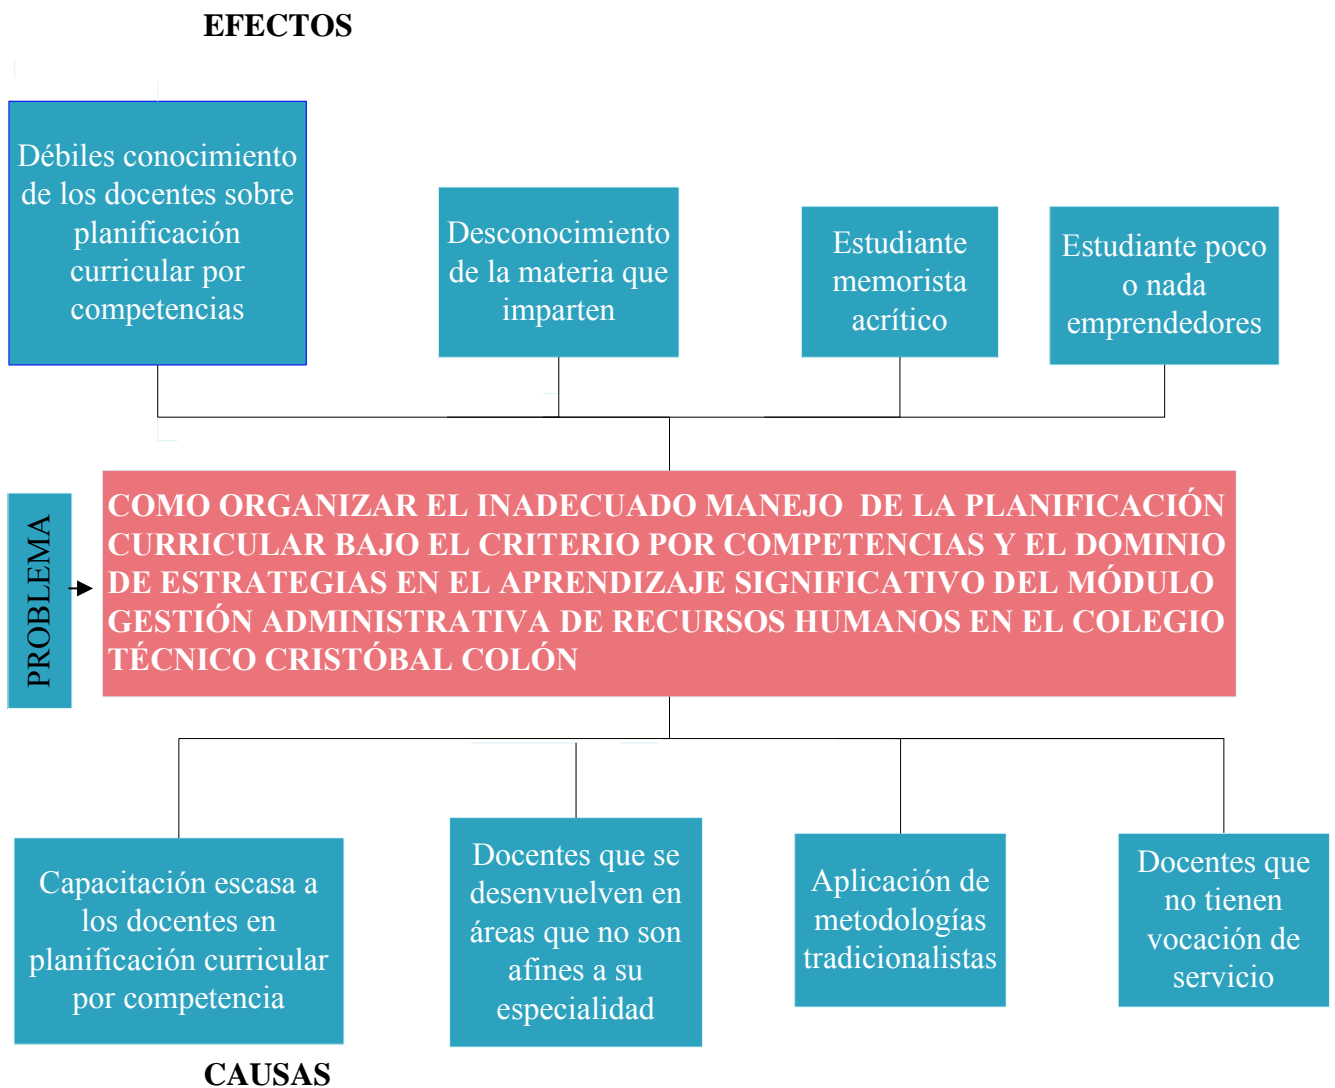 EFECTOS
Débiles conocimiento
de los docentes sobre
planificación
curricular por
competencias
Desconocimiento
de la materia que
imparten
Estudiante
memorista
acrítico
Estudiante poco
o nada
emprendedores
PROBLEMA
COMO ORGANIZAR EL INADECUADO MANEJO DE LA PLANIFICACIÓN
CURRICULAR BAJO EL CRITERIO POR COMPETENCIAS Y EL DOMINIO
DE ESTRATEGIAS EN EL APRENDIZAJE SIGNIFICATIVO DEL MÓDULO
GESTIÓN ADMINISTRATIVA DE RECURSOS HUMANOS EN EL COLEGIO
TÉCNICO CRISTÓBAL COLÓN
Capacitación escasa a
los docentes en
planificación curricular
por competencia
Docentes que se
desenvuelven en
áreas que no son
afines a su
especialidad
Aplicación de
metodologías
tradicionalistas
Docentes que
no tienen
vocación de
servicio
CAUSAS